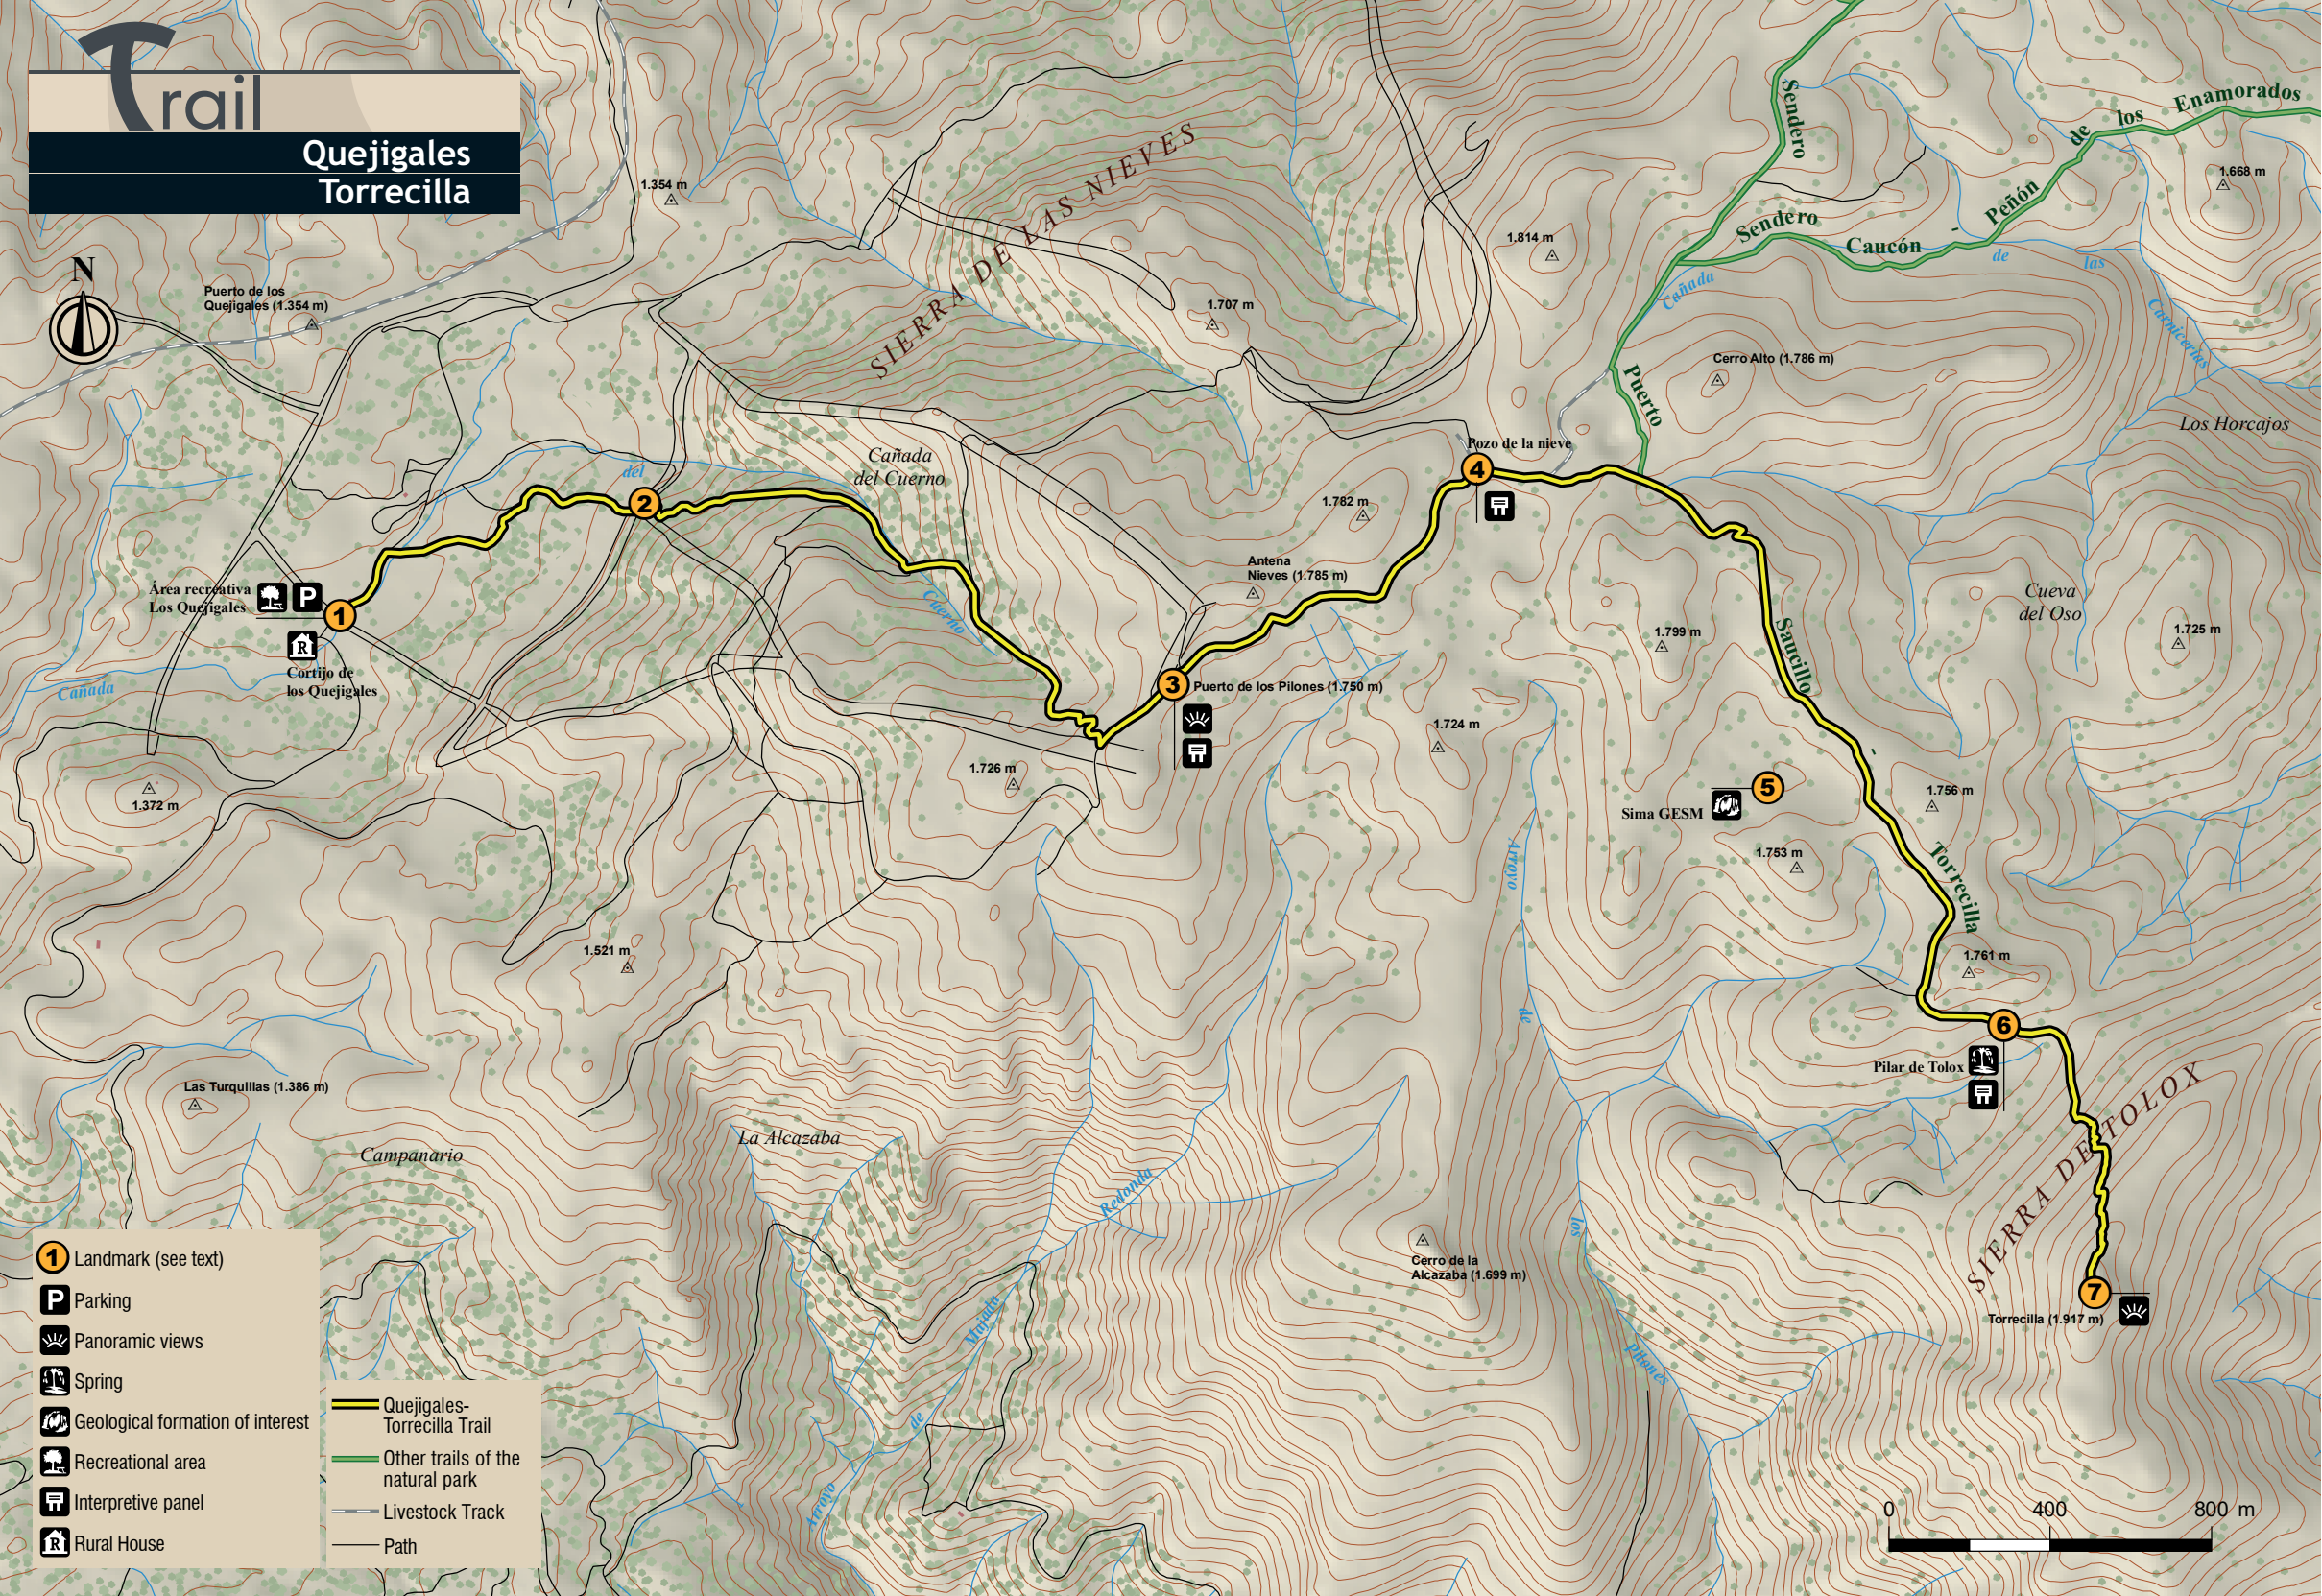 Trail
Quejigales
Torrecilla
N
Puerto de los
Quejigales (1.354 m)
1.354 m
SIERRA DE LAS NIEVES
1.707 m
1.814 m
Sendero
Puerto
Saucillo
-
Torrecilla
Sendero
Caucón
-
Peñón
de
los
Enamorados
1.668 m
Cañada
de
las
Carnicerías
Cerro Alto (1.786 m)
Los Horcajos
Pozo de la nieve
4
Cañada
del Cuerno
1.782 m
Cañada
del
Cuerno
2
Antena
Nieves (1.785 m)
Área recreativa
Los Quejigales
P
1
R
Cortijo de
los Quejigales
Cueva
del Oso
1.725 m
1.799 m
3
Puerto de los Pilones (1.750 m)
1.724 m
1.726 m
1.372 m
5
Sima GESM
1.756 m
1.753 m
1.521 m
1.761 m
6
Pilar de Tolox
Arroyo
de
los
Pilones
Las Turquillas (1.386 m)
Campanario
La Alcazaba
Arroyo
de
Majada
Redonda
Cerro de la
Alcazaba (1.699 m)
SIERRA DE TOLOX
7
Torrecilla (1.917 m)
1 Landmark (see text)
P Parking
Panoramic views
Spring
Geological formation of interest
Recreational area
Interpretive panel
R Rural House
Quejigales-
Torrecilla Trail
Other trails of the
natural park
Livestock Track
Path
0 400 800 m